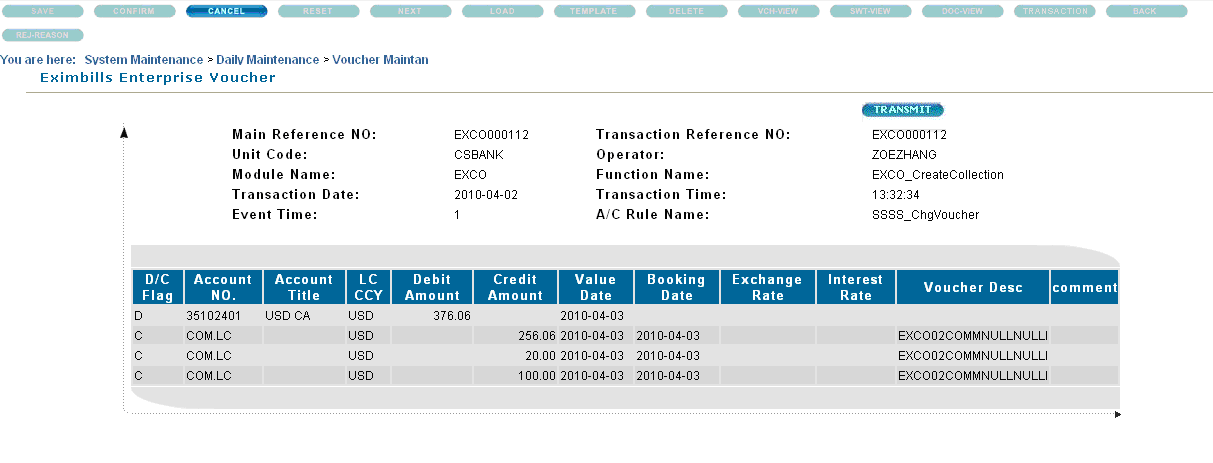 SAVE CONFIRM CANCEL RESET NEXT LOAD TEMPLATE DELETE VCH-VIEW SWT-VIEW DOC-VIEW TRANSACTION BACK
REJ-REASON
You are here: System Maintenance > Daily Maintenance > Voucher Maintan
Eximbills Enterprise Voucher
TRANSMIT
Main Reference NO: EXCO000112 Transaction Reference NO: EXCO000112
Unit Code: CSBANK Operator: ZOEZHANG
Module Name: EXCO Function Name: EXCO_CreateCollection
Transaction Date: 2010-04-02 Transaction Time: 13:32:34
Event Time: 1 A/C Rule Name: SSSS_ChgVoucher
D/C Flag Account NO. Account Title LC CCY Debit Amount Credit Amount Value Date Booking Date Exchange Rate Interest Rate Voucher Desc comment
D 35102401 USD CA USD 376.06 2010-04-03
C COM.LC USD 256.06 2010-04-03 2010-04-03 EXCO02COMMNULLNULLI
C COM.LC USD 20.00 2010-04-03 2010-04-03 EXCO02COMMNULLNULLI
C COM.LC USD 100.00 2010-04-03 2010-04-03 EXCO02COMMNULLNULLI